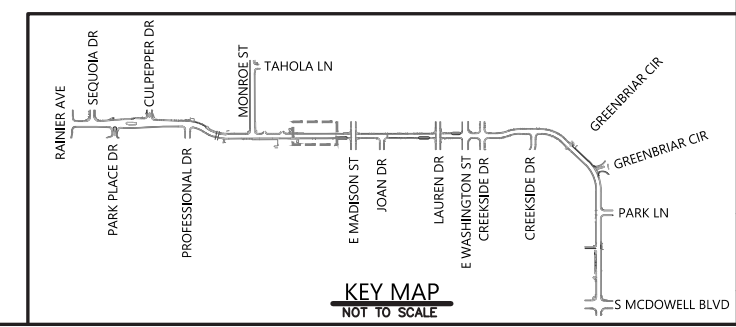 RAINIER AVE
SEQUOIA DR
CULPEPPER DR
MONROE ST
TAHOLA LN
PARK PLACE DR
PROFESSIONAL DR
E MADISON ST
JOAN DR
LAUREN DR
E WASHINGTON ST
CREEKSIDE DR
CREEKSIDE DR
GREENBRIAR CIR
GREENBRIAR CIR
PARK LN
S MCDOWELL BLVD
KEY MAP
NOT TO SCALE